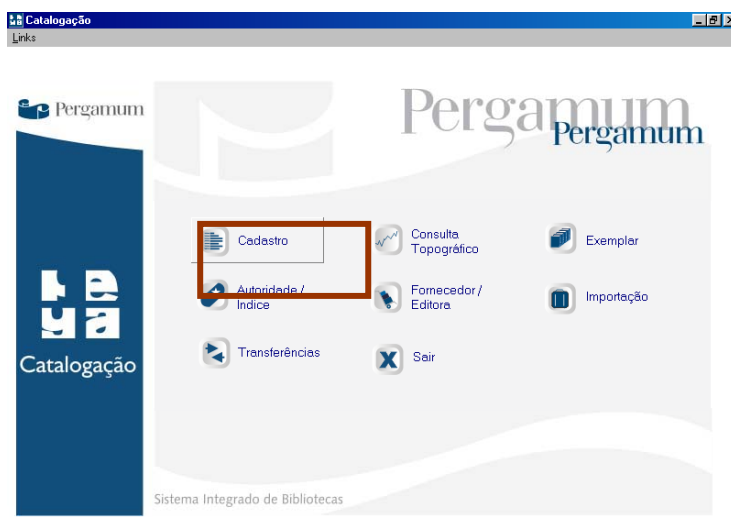 Catalogação
Links
Pergamum
Pergamum
Pergamum
Cadastro
Consulta
Topográfico
Exemplar
Autoridade /
Indice
Fornecedor /
Editora
Importação
Transferências
Sair
Catalogação
Sistema Integrado de Bibliotecas